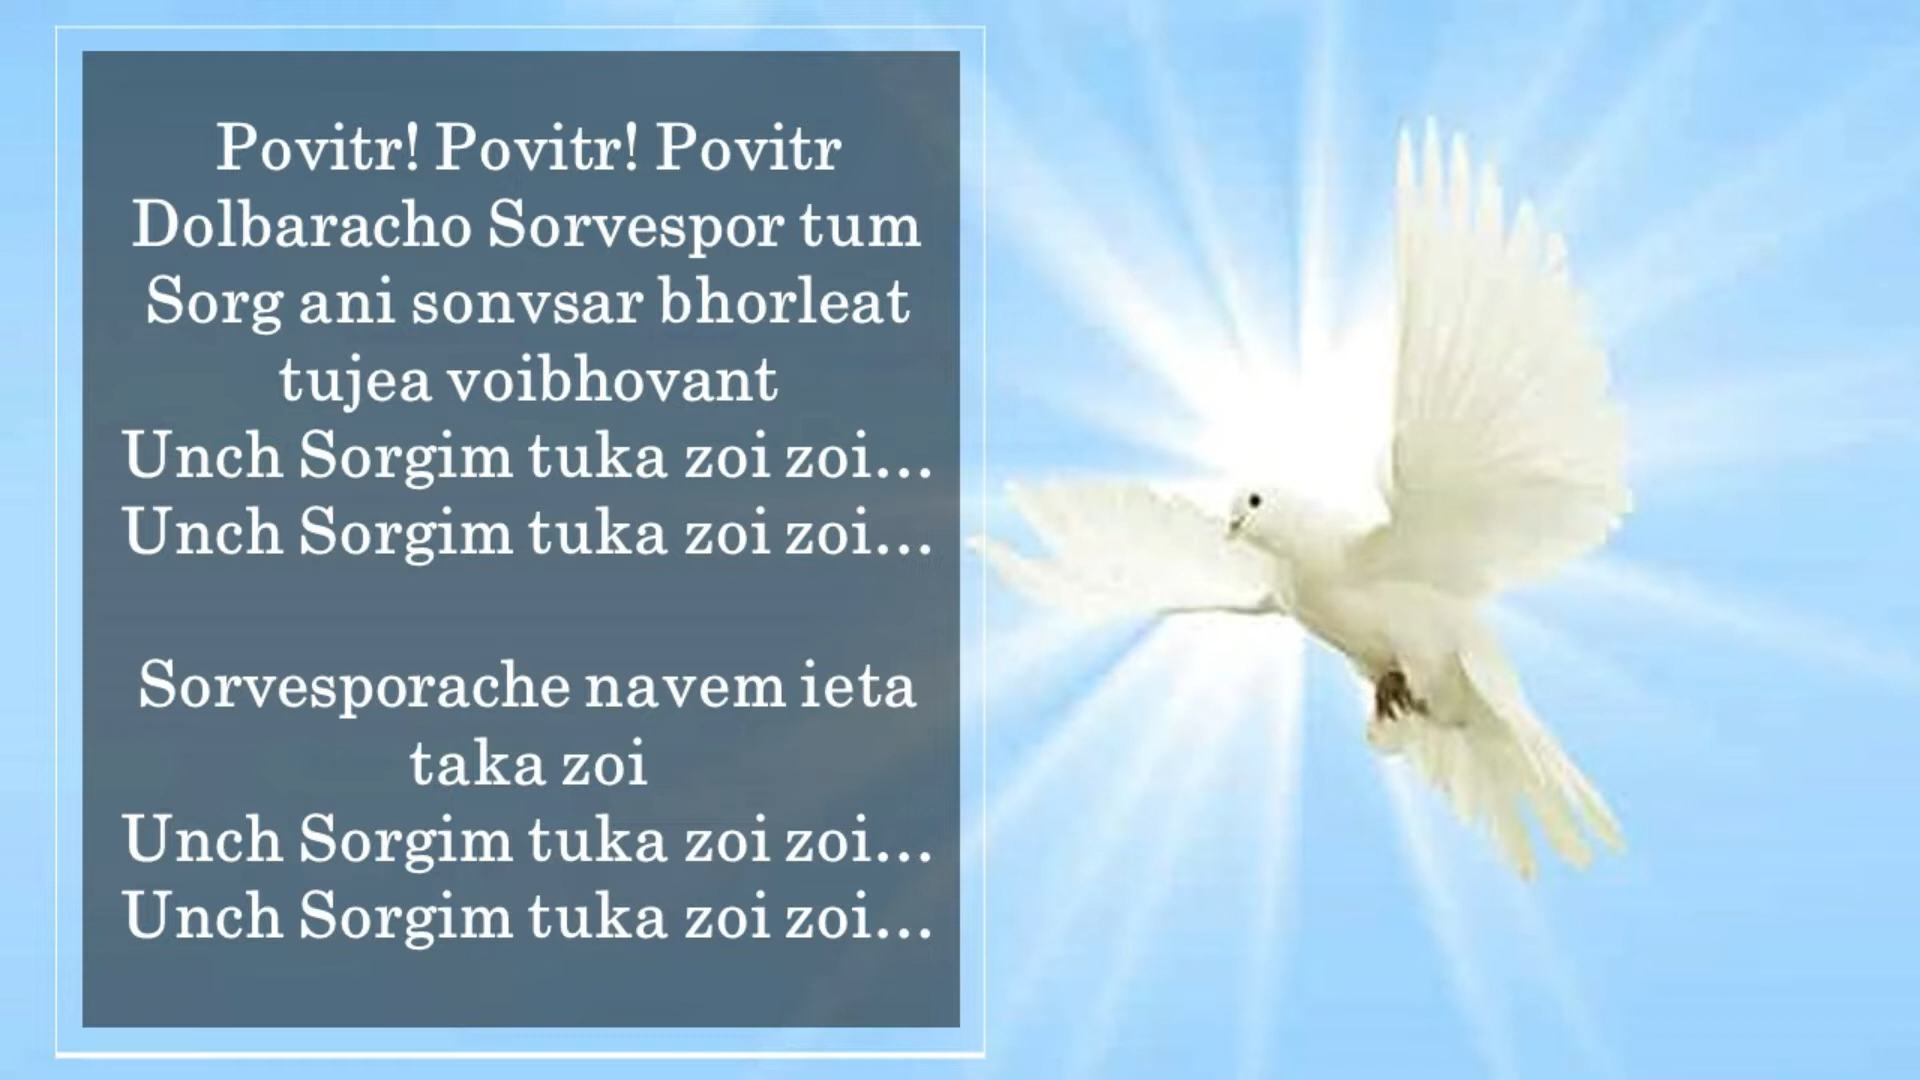 Povitr! Povitr! Povitr
Dolbaracho Sorvespor tum
Sorg ani sonvsar bhorleat
tujea voibhovant
Unch Sorgim tuka zoi zoi...
Unch Sorgim tuka zoi zoi...
Sorvesporache navem ieta
taka zoi
Unch Sorgim tuka zoi zoi...
Unch Sorgim tuka zoi zoi...